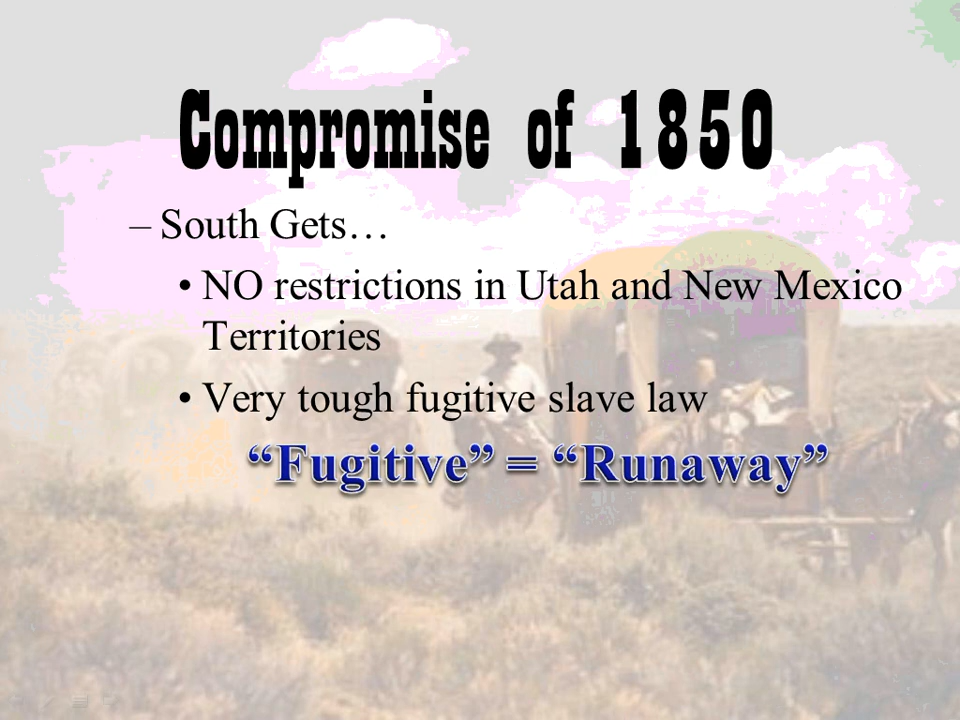 Compromise of 1850
– South Gets…
• NO restrictions in Utah and New Mexico
Territories
• Very tough fugitive slave law
“Fugitive” = “Runaway”